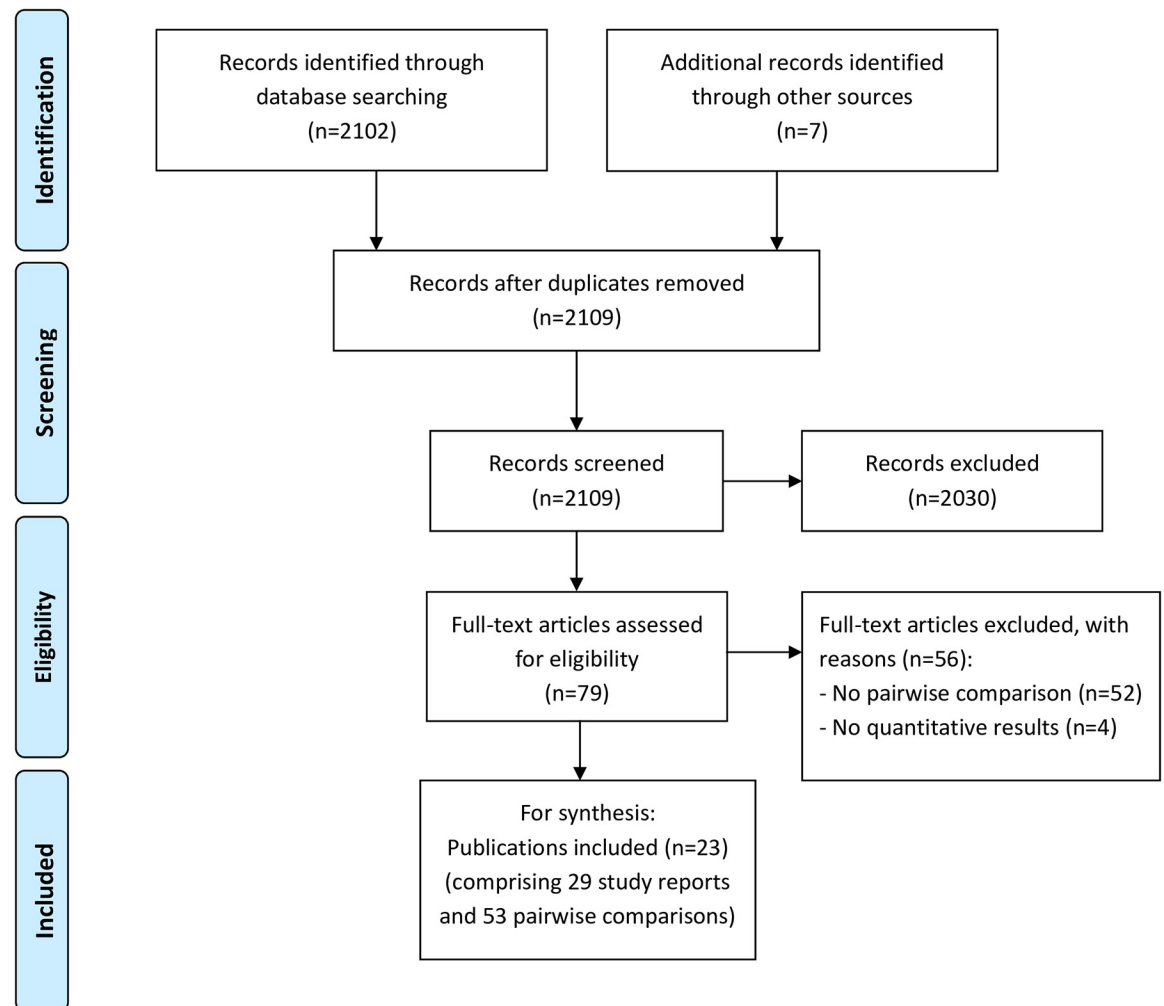 Identification
Records identified through
database searching
(n=2102)
Additional records identified
through other sources
(n=7)
Screening
Records after duplicates removed
(n=2109)
Records screened
(n=2109)
Records excluded
(n=2030)
Eligibility
Full-text articles assessed
for eligibility
(n=79)
Full-text articles excluded, with
reasons (n=56):
- No pairwise comparison (n=52)
- No quantitative results (n=4)
Included
For synthesis:
Publications included (n=23)
(comprising 29 study reports
and 53 pairwise comparisons)